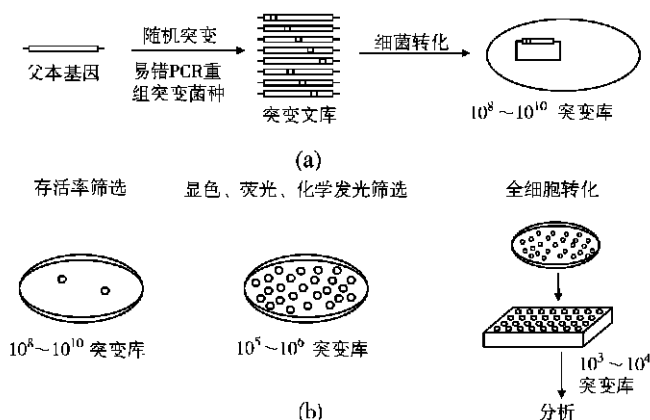 随机突变
父本基因
易错PCR重
组突变菌种
突变文库
细菌转化
10⁸～10¹⁰ 突变库
(a)
存活率筛选
显色、荧光、化学发光筛选
全细胞转化
10⁸～10¹⁰ 突变库
10⁵～10⁶ 突变库
10³～10⁴
突变库
分析
(b)